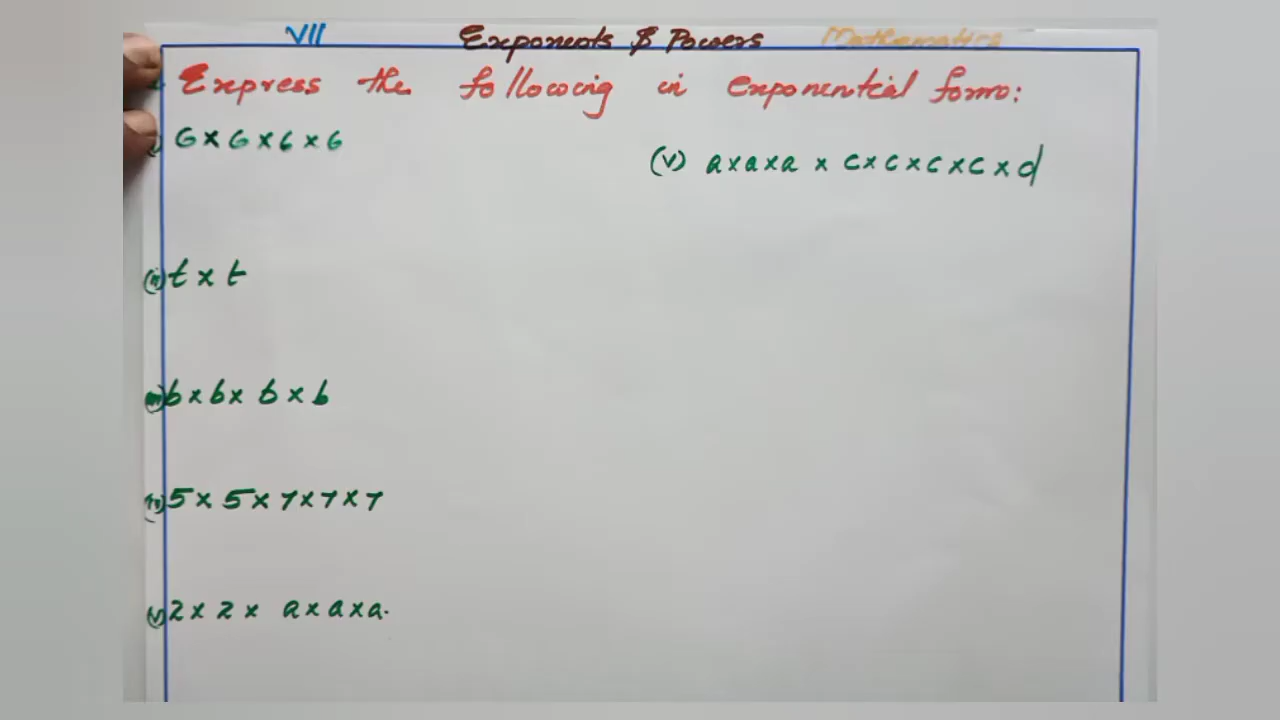 VII Exponents & Powers Mathematics
Express the following in exponential form:
(i) 6 × 6 × 6 × 6
(ii) t × t
(iii) b × b × b × b
(iv) 5 × 5 × 7 × 7 × 7
(v) 2 × 2 × a × a × a.
(v) a × a × a × c × c × c × c × d